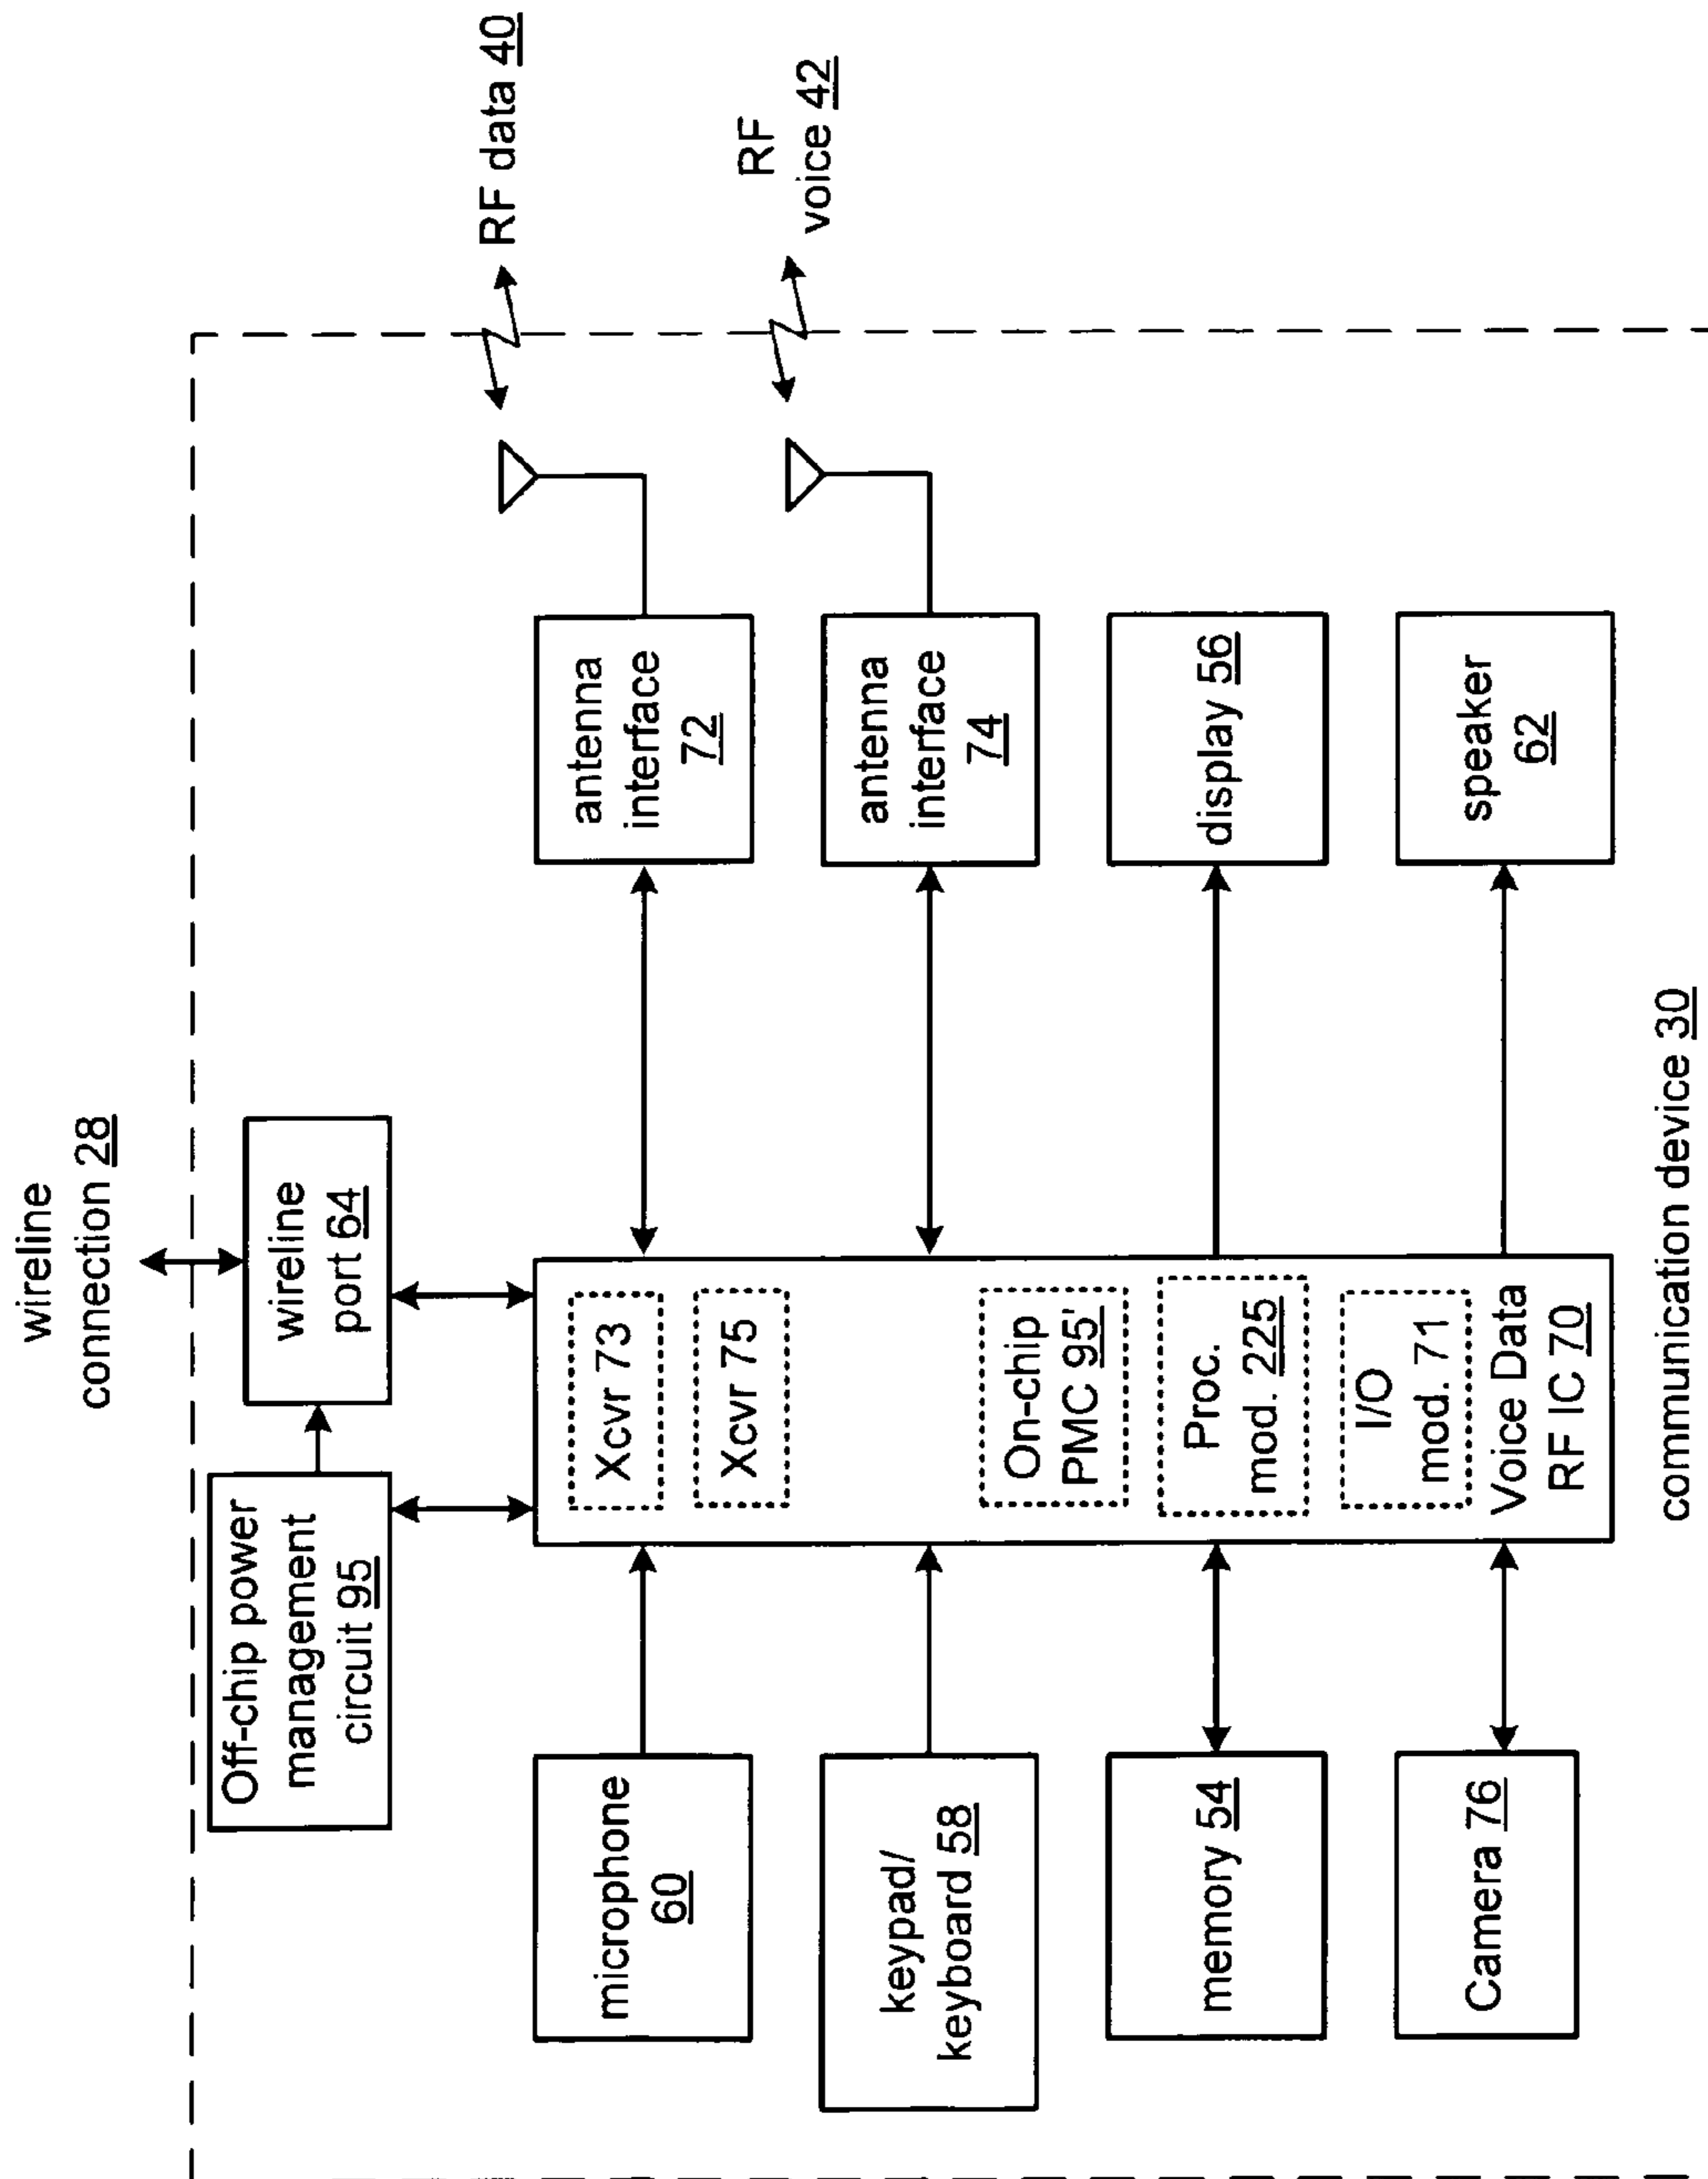 wireline
connection 28
Off-chip power
management
circuit 95
wireline
port 64
RF data 40
RF
voice 42
microphone
60
Xcvr 73
antenna
interface
72
Xcvr 75
keypad/
keyboard 58
antenna
interface
74
On-chip
PMC 95'
memory 54
Proc.
mod. 225
display 56
Camera 76
I/O
mod. 71
Voice Data
RF IC 70
speaker
62
communication device 30